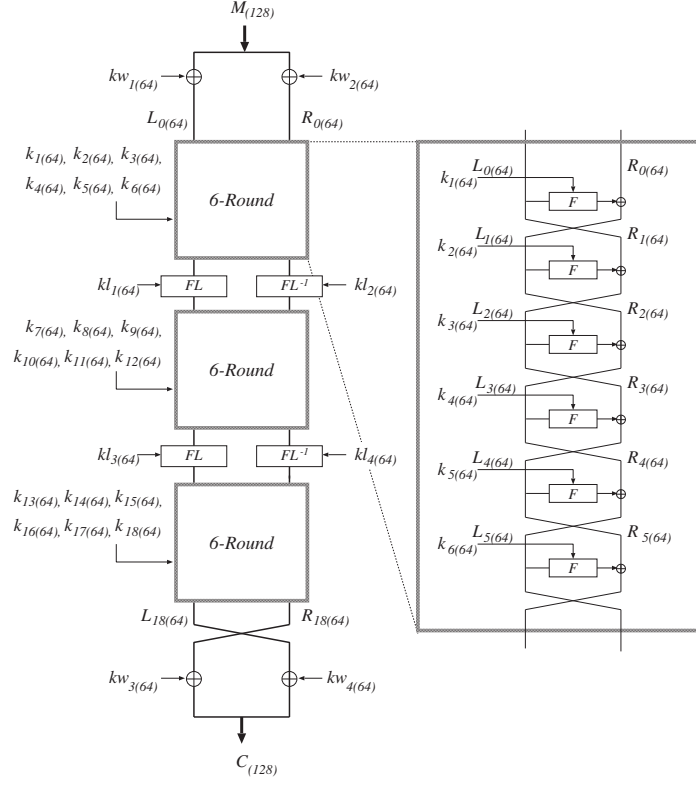 M(128)
kw1(64)
kw2(64)
L0(64)
R0(64)
k1(64), k2(64), k3(64),
k4(64), k5(64), k6(64)
6-Round
kl1(64)
FL
FL-1
kl2(64)
k7(64), k8(64), k9(64),
k10(64), k11(64), k12(64)
6-Round
kl3(64)
FL
FL-1
kl4(64)
k13(64), k14(64), k15(64),
k16(64), k17(64), k18(64)
6-Round
L18(64)
R18(64)
kw3(64)
kw4(64)
C(128)
L0(64)
R0(64)
k1(64)
F
L1(64)
R1(64)
k2(64)
F
L2(64)
R2(64)
k3(64)
F
L3(64)
R3(64)
k4(64)
F
L4(64)
R4(64)
k5(64)
F
L5(64)
R5(64)
k6(64)
F